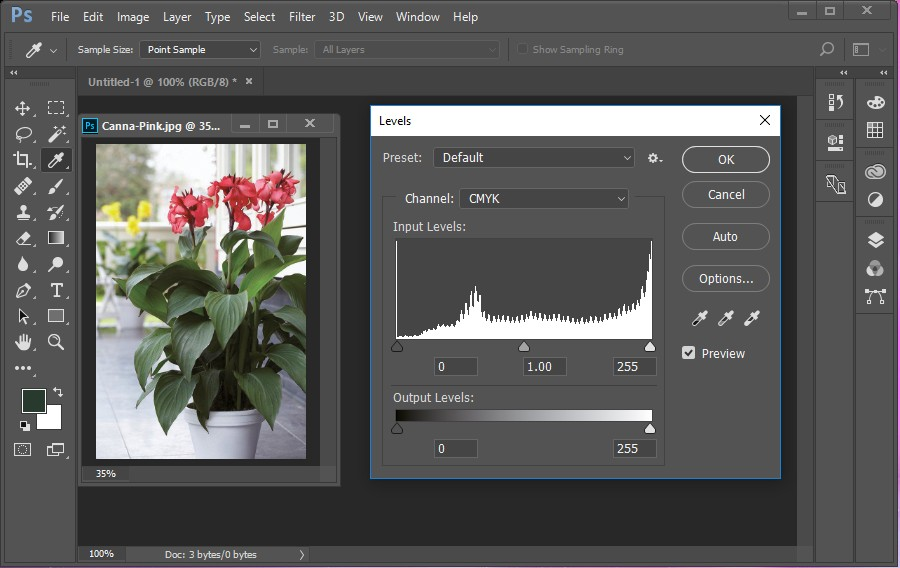 Ps File Edit Image Layer Type Select Filter 3D View Window Help
Sample Size: Point Sample Sample: All Layers Show Sampling Ring
Untitled-1 @ 100% (RGB/8) * ×
Ps Canna-Pink.jpg @ 35...
35%
Levels
Preset: Default
OK
Channel: CMYK
Cancel
Input Levels:
Auto
Options...
0 1.00 255
Preview
Output Levels:
0 255
T
100% Doc: 3 bytes/0 bytes